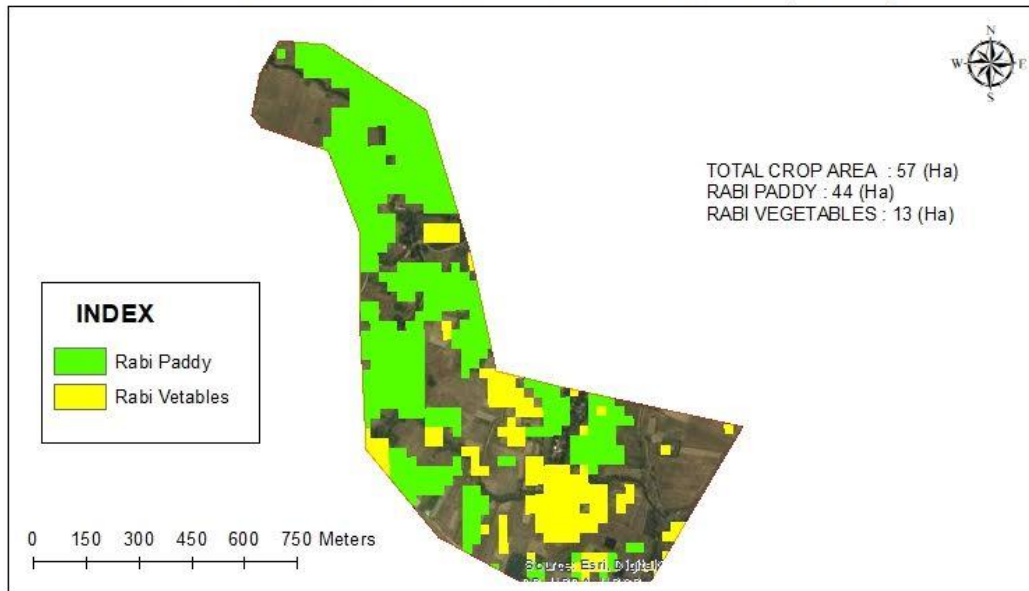 N
W E
S
TOTAL CROP AREA : 57 (Ha)
RABI PADDY : 44 (Ha)
RABI VEGETABLES : 13 (Ha)
INDEX
Rabi Paddy
Rabi Vetables
0 150 300 450 600 750 Meters
Source: Esri,